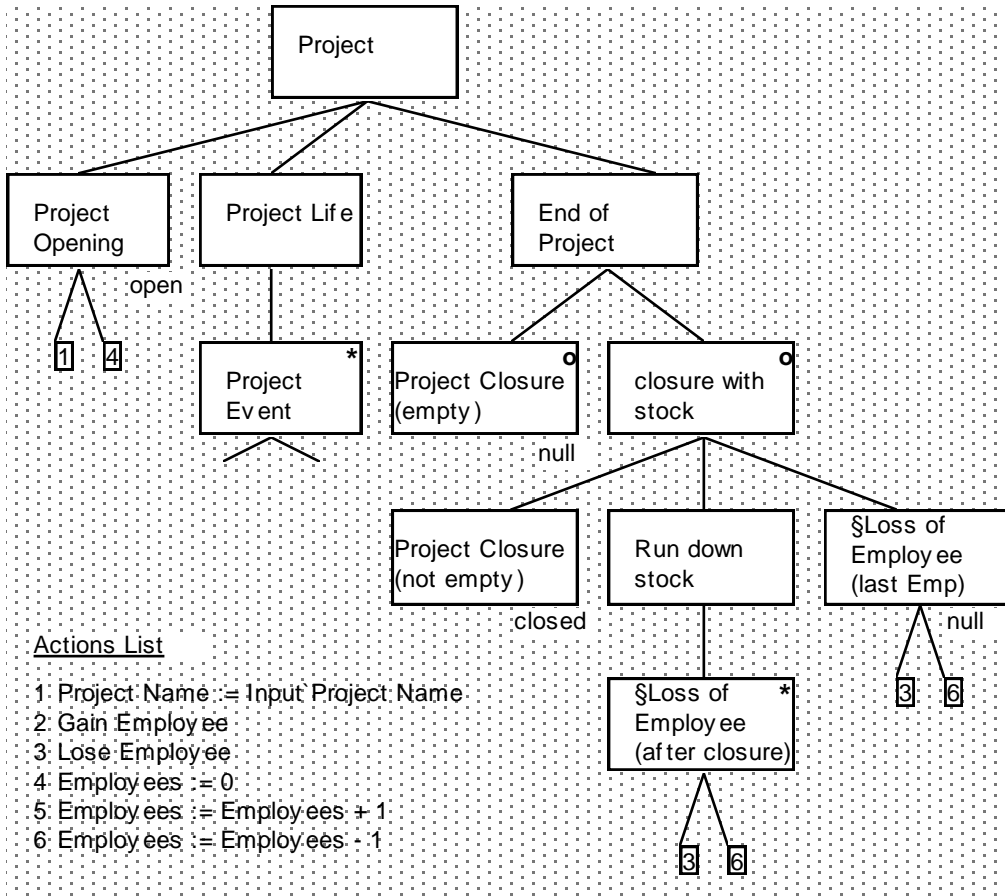 Project
Project
Opening
open
Project Life
End of
Project
1
4
*
Project
Event
o
Project Closure
(empty)
null
o
closure with
stock
Project Closure
(not empty)
closed
Run down
stock
§Loss of
Employee
(last Emp)
null
3
6
*
§Loss of
Employee
(after closure)
3
6
Actions List
1 Project Name := Input`Project Name
2 Gain Employee
3 Lose Employee
4 Employees := 0
5 Employees := Employees + 1
6 Employees := Employees - 1